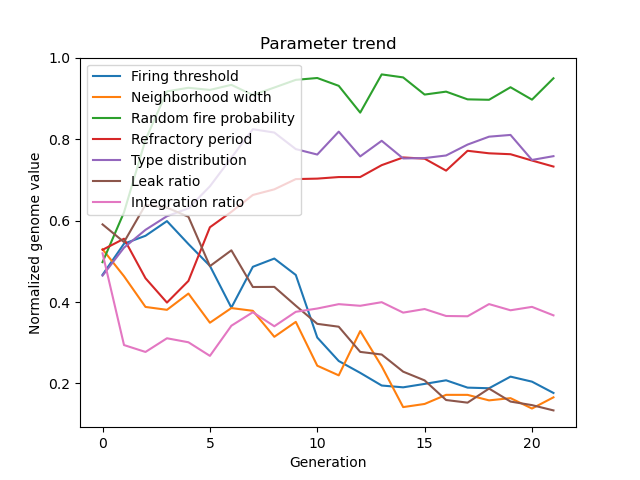 Parameter trend
1.0
0.8
0.6
0.4
0.2
Normalized genome value
Firing threshold
Neighborhood width
Random fire probability
Refractory period
Type distribution
Leak ratio
Integration ratio
0 5 10 15 20
Generation